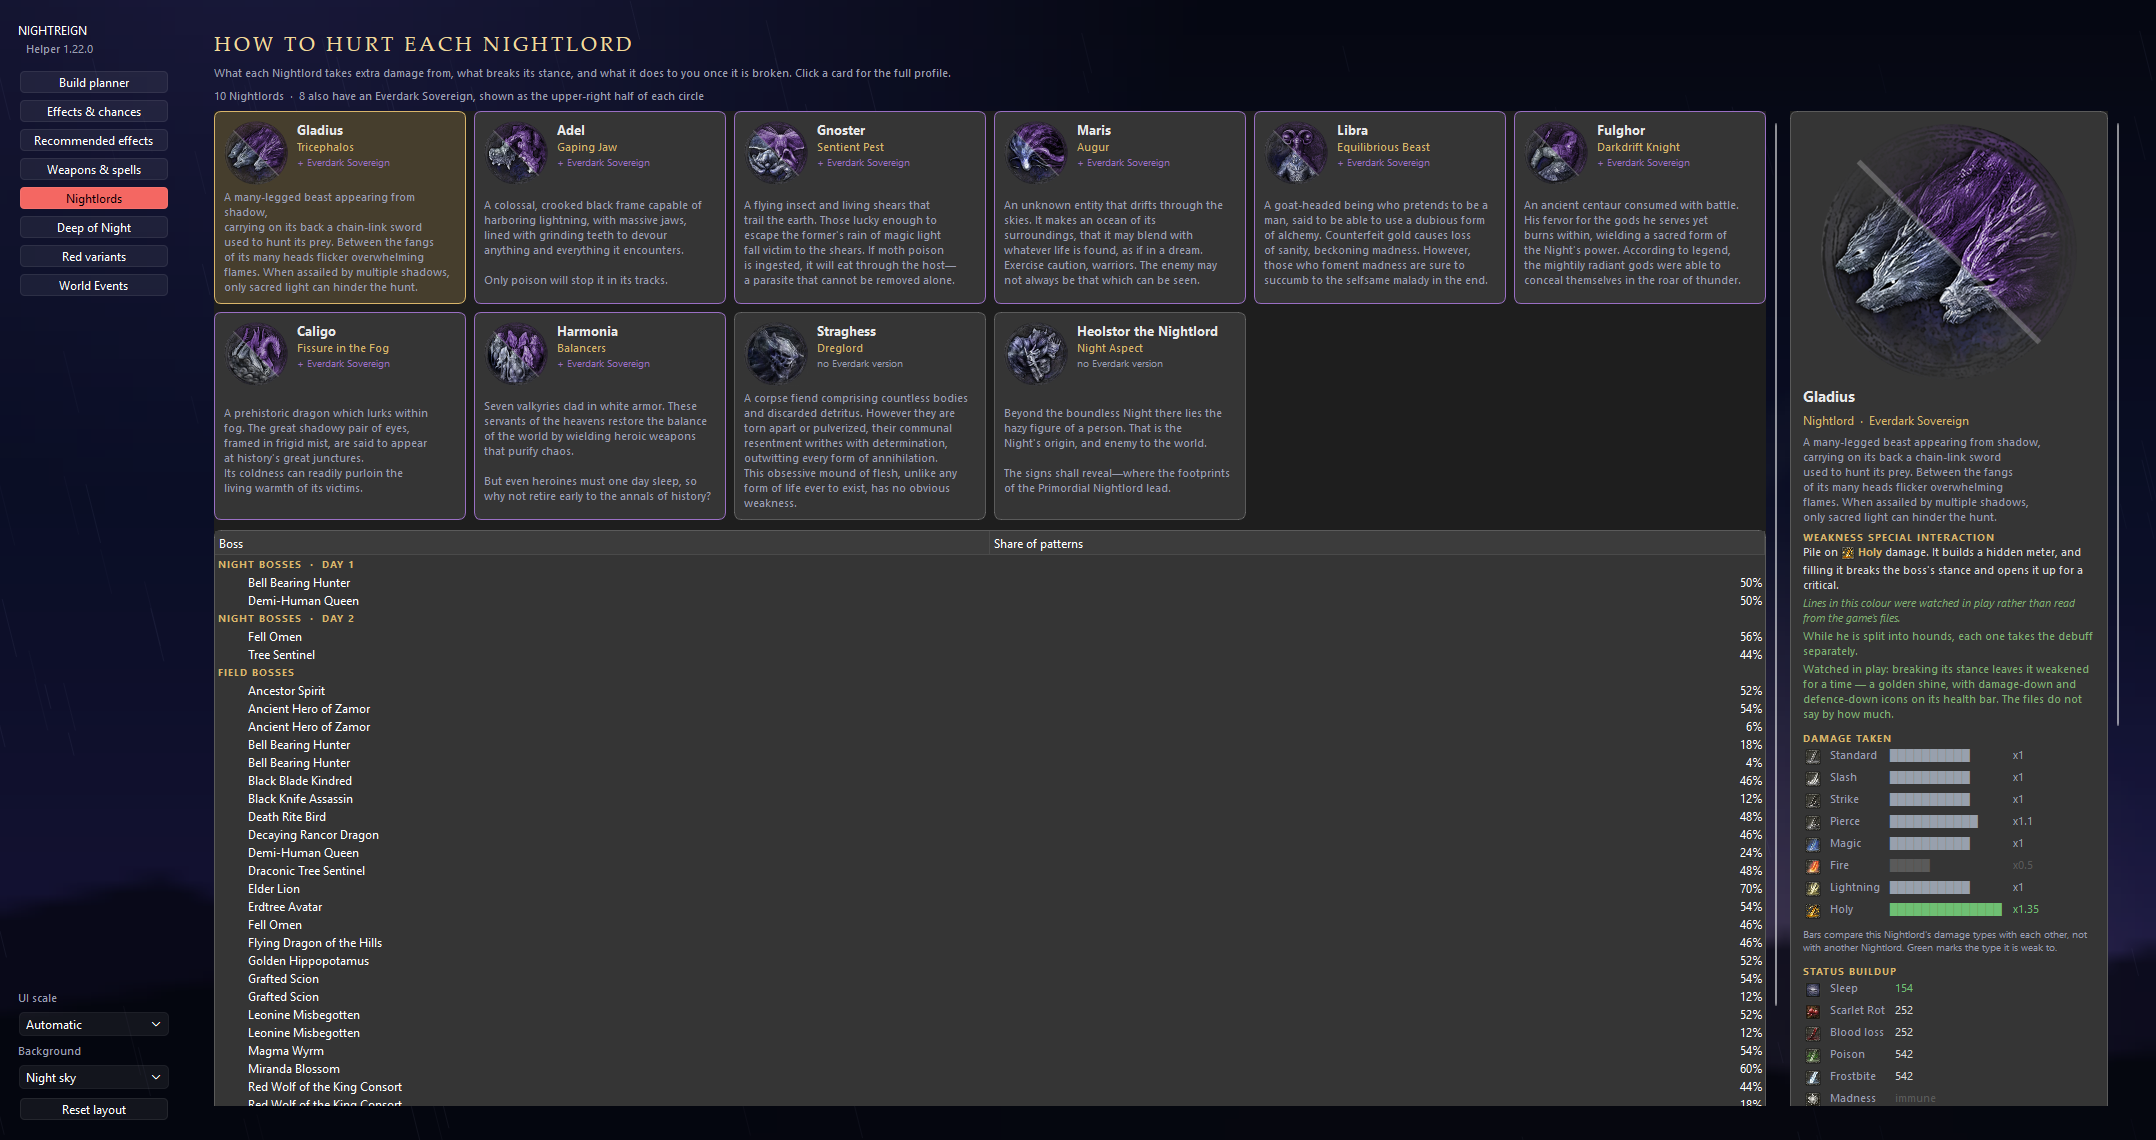 NIGHTREIGN
Helper 1.22.0
Build planner
Effects & chances
Recommended effects
Weapons & spells
Nightlords
Deep of Night
Red variants
World Events
UI scale
Automatic
Background
Night sky
Reset layout
HOW TO HURT EACH NIGHTLORD
What each Nightlord takes extra damage from, what breaks its stance, and what it does to you once it is broken. Click a card for the full profile.
10 Nightlords · 8 also have an Everdark Sovereign, shown as the upper-right half of each circle
Gladius
Tricephalos
+ Everdark Sovereign
A many-legged beast appearing from
shadow,
carrying on its back a chain-link sword
used to hunt its prey. Between the fangs
of its many heads flicker overwhelming
flames. When assailed by multiple shadows,
only sacred light can hinder the hunt.
Adel
Gaping Jaw
+ Everdark Sovereign
A colossal, crooked black frame capable of
harboring lightning, with massive jaws,
lined with grinding teeth to devour
anything and everything it encounters.
Only poison will stop it in its tracks.
Gnoster
Sentient Pest
+ Everdark Sovereign
A flying insect and living shears that
trail the earth. Those lucky enough to
escape the former's rain of magic light
fall victim to the shears. If moth poison
is ingested, it will eat through the host—
a parasite that cannot be removed alone.
Maris
Augur
+ Everdark Sovereign
An unknown entity that drifts through the
skies. It makes an ocean of its
surroundings, that it may blend with
whatever life is found, as if in a dream.
Exercise caution, warriors. The enemy may
not always be that which can be seen.
Libra
Equilibrious Beast
+ Everdark Sovereign
A goat-headed being who pretends to be a
man, said to be able to use a dubious form
of alchemy. Counterfeit gold causes loss
of sanity, beckoning madness. However,
those who foment madness are sure to
succumb to the selfsame malady in the end.
Fulghor
Darkdrift Knight
+ Everdark Sovereign
An ancient centaur consumed with battle.
His fervor for the gods he serves yet
burns within, wielding a sacred form of
the Night's power. According to legend,
the mightily radiant gods were able to
conceal themselves in the roar of thunder.
Caligo
Fissure in the Fog
+ Everdark Sovereign
A prehistoric dragon which lurks within
fog. The great shadowy pair of eyes,
framed in frigid mist, are said to appear
at history's great junctures.
Its coldness can readily purloin the
living warmth of its victims.
Harmonia
Balancers
+ Everdark Sovereign
Seven valkyries clad in white armor. These
servants of the heavens restore the balance
of the world by wielding heroic weapons
that purify chaos.
But even heroines must one day sleep, so
why not retire early to the annals of history?
Straghess
Dreglord
no Everdark version
A corpse fiend comprising countless bodies
and discarded detritus. However they are
torn apart or pulverized, their communal
resentment writhes with determination,
outwitting every form of annihilation.
This obsessive mound of flesh, unlike any
form of life ever to exist, has no obvious
weakness.
Heolstor the Nightlord
Night Aspect
no Everdark version
Beyond the boundless Night there lies the
hazy figure of a person. That is the
Night's origin, and enemy to the world.
The signs shall reveal—where the footprints
of the Primordial Nightlord lead.
Boss Share of patterns
NIGHT BOSSES · DAY 1
Bell Bearing Hunter 50%
Demi-Human Queen 50%
NIGHT BOSSES · DAY 2
Fell Omen 56%
Tree Sentinel 44%
FIELD BOSSES
Ancestor Spirit 52%
Ancient Hero of Zamor 54%
Ancient Hero of Zamor 6%
Bell Bearing Hunter 18%
Bell Bearing Hunter 4%
Black Blade Kindred 46%
Black Knife Assassin 12%
Death Rite Bird 48%
Decaying Rancor Dragon 46%
Demi-Human Queen 24%
Draconic Tree Sentinel 48%
Elder Lion 70%
Erdtree Avatar 54%
Fell Omen 46%
Flying Dragon of the Hills 46%
Golden Hippopotamus 52%
Grafted Scion 54%
Grafted Scion 12%
Leonine Misbegotten 52%
Leonine Misbegotten 12%
Magma Wyrm 54%
Miranda Blossom 60%
Red Wolf of the King Consort 44%
Red Wolf of the King Consort 18%
Gladius
Nightlord · Everdark Sovereign
A many-legged beast appearing from shadow,
carrying on its back a chain-link sword
used to hunt its prey. Between the fangs
of its many heads flicker overwhelming
flames. When assailed by multiple shadows,
only sacred light can hinder the hunt.
WEAKNESS SPECIAL INTERACTION
Pile on Holy damage. It builds a hidden meter, and
filling it breaks the boss's stance and opens it up for a
critical.
Lines in this colour were watched in play rather than read
from the game's files.
While he is split into hounds, each one takes the debuff
separately.
Watched in play: breaking its stance leaves it weakened
for a time — a golden shine, with damage-down and
defence-down icons on its health bar. The files do not
say by how much.
DAMAGE TAKEN
Standard x1
Slash x1
Strike x1
Pierce x1.1
Magic x1
Fire x0.5
Lightning x1
Holy x1.35
Bars compare this Nightlord's damage types with each other, not
with another Nightlord. Green marks the type it is weak to.
STATUS BUILDUP
Sleep 154
Scarlet Rot 252
Blood loss 252
Poison 542
Frostbite 542
Madness immune